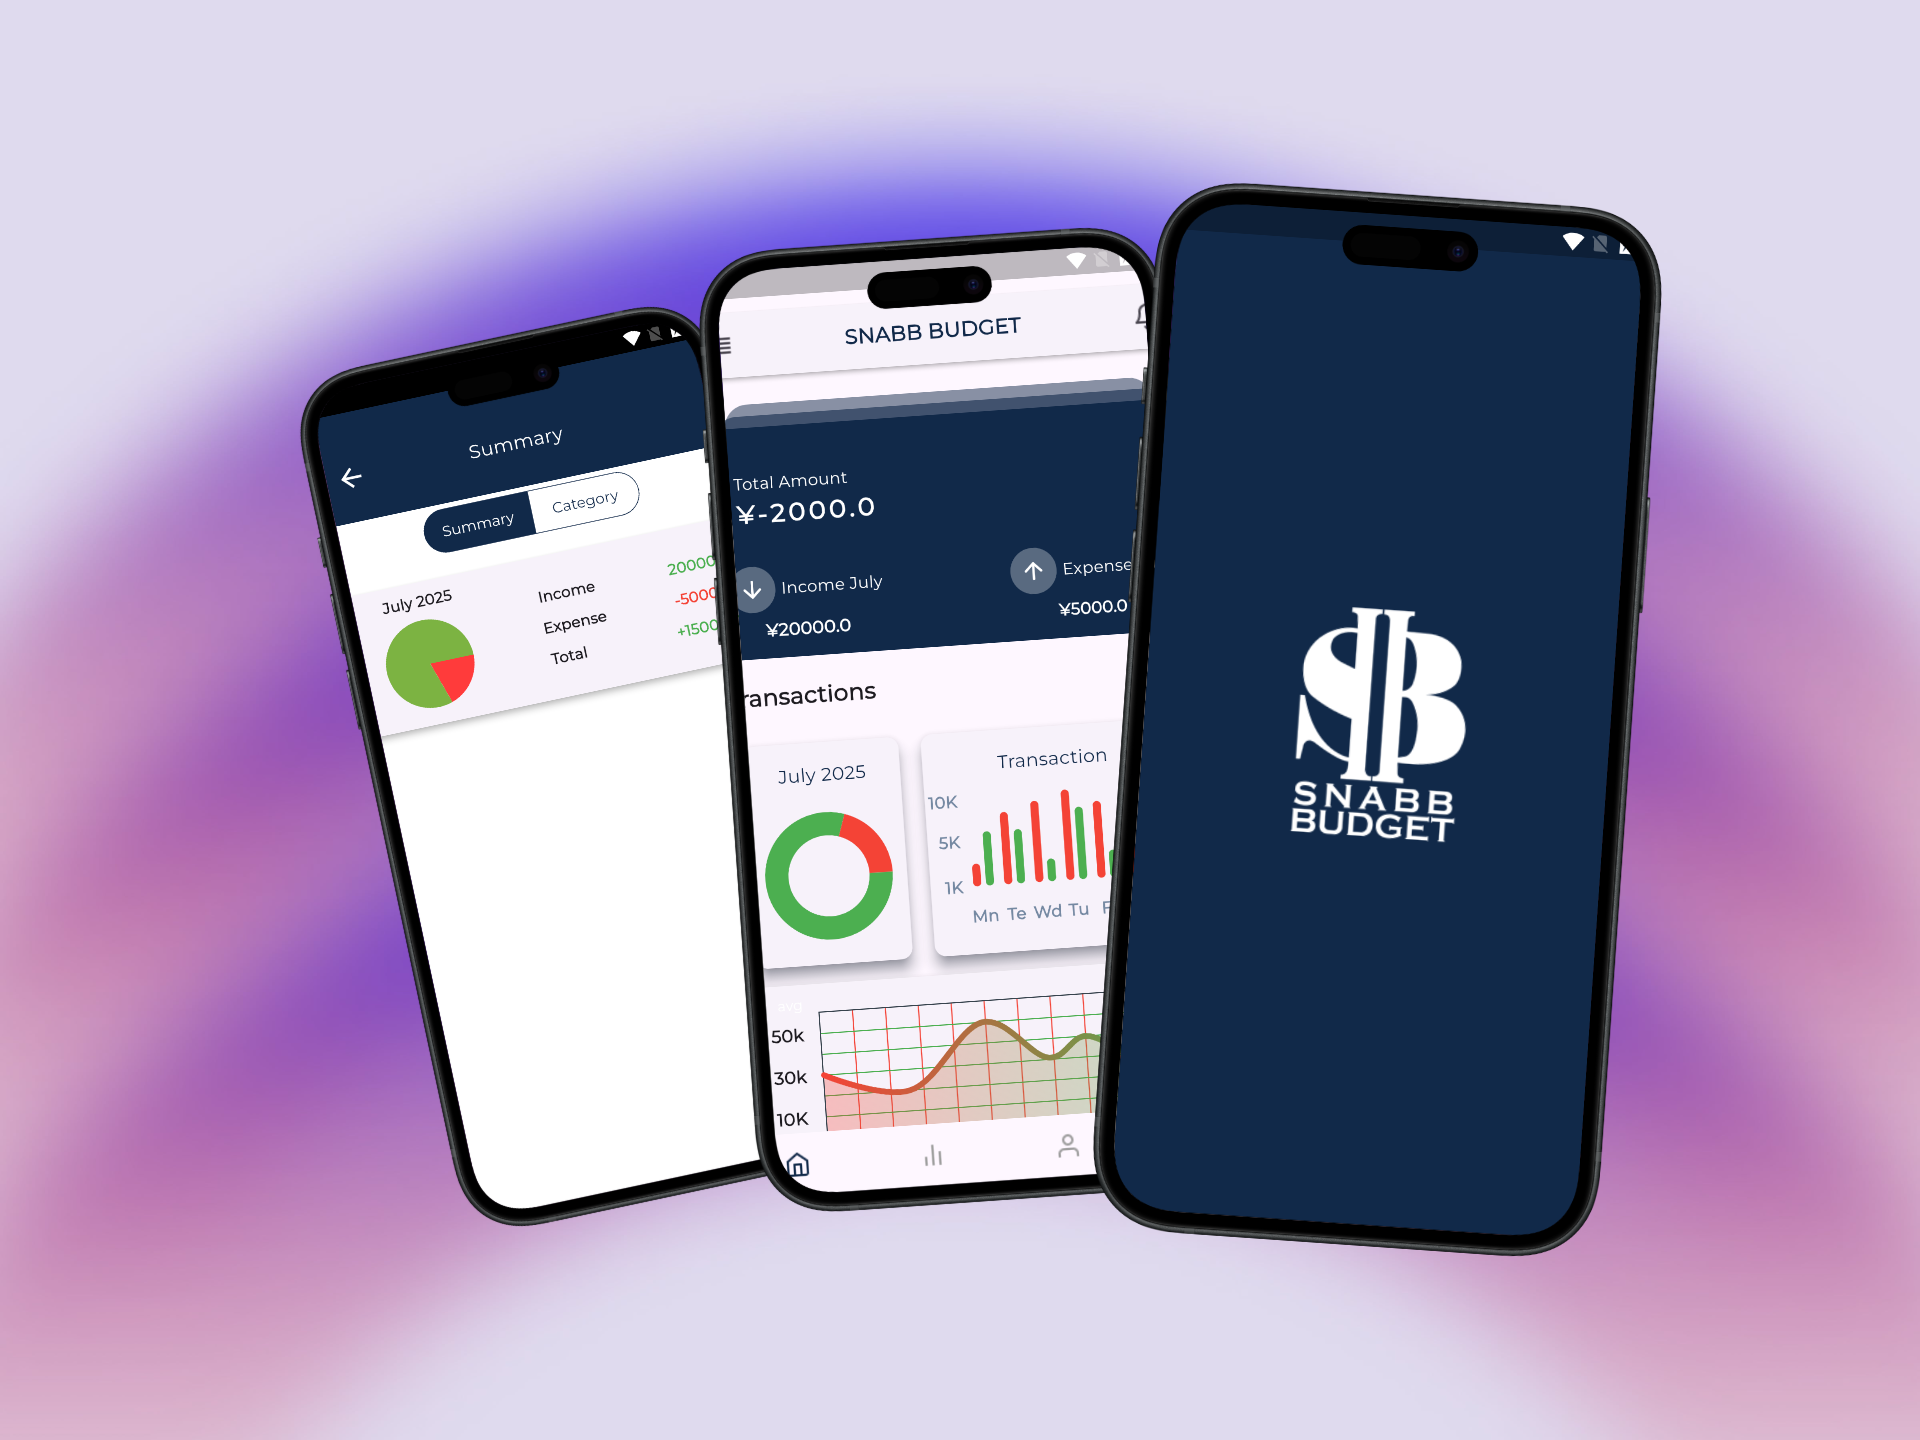 Summary
Summary
Category
July 2025
Income
20000
Expense
-5000
Total
+1500
SNABB BUDGET
Total Amount
¥-2000.0
Income July
Expense
¥20000.0
¥5000.0
ransactions
July 2025
Transaction
10K
5K
1K
Mn Te Wd Tu F
avg
50k
30k
10K
SNABB
BUDGET